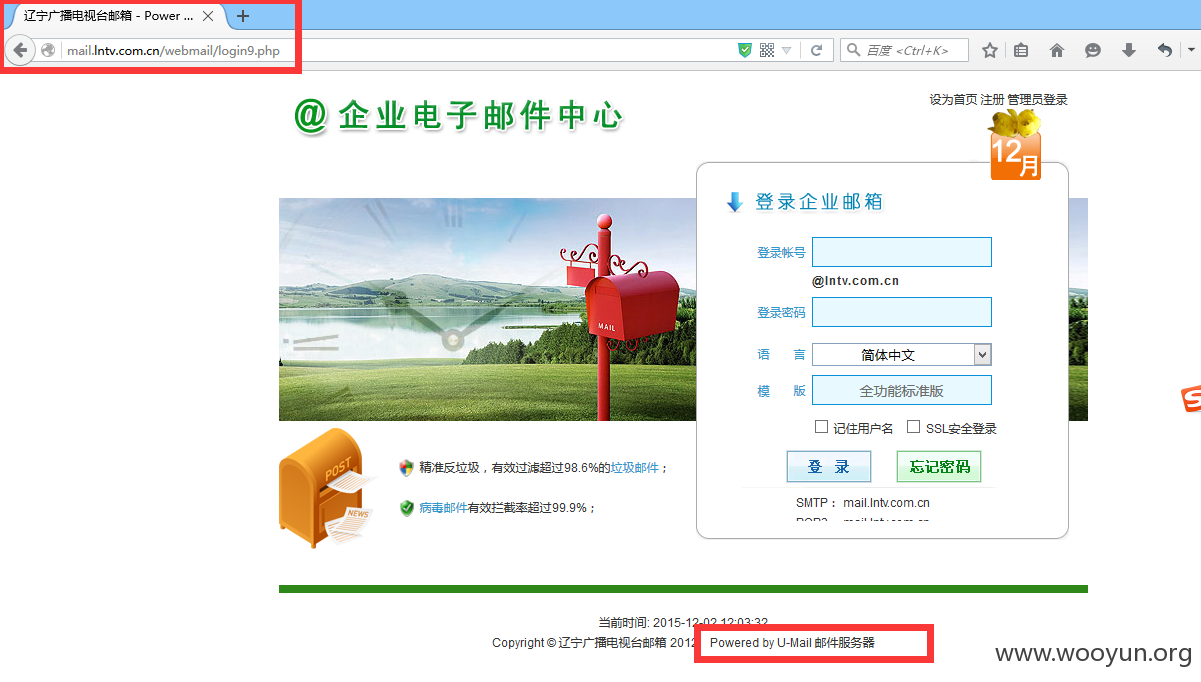 辽宁广播电视台邮箱 - Power ...
mail.lntv.com.cn/webmail/login9.php
百度 <Ctrl+K>
设为首页 注册 管理员登录
@ 企业电子邮件中心
12月
登录企业邮箱
登录帐号
@lntv.com.cn
登录密码
语 言 简体中文
模 版 全功能标准版
记住用户名 SSL安全登录
登 录 忘记密码
SMTP： mail.lntv.com.cn
MAIL
POST
NEWS
精准反垃圾，有效过滤超过98.6%的垃圾邮件；
病毒邮件有效拦截率超过99.9%；
当前时间: 2015-12-02 12:03:32
Copyright © 辽宁广播电视台邮箱 2012 Powered by U-Mail 邮件服务器
www.wooyun.org